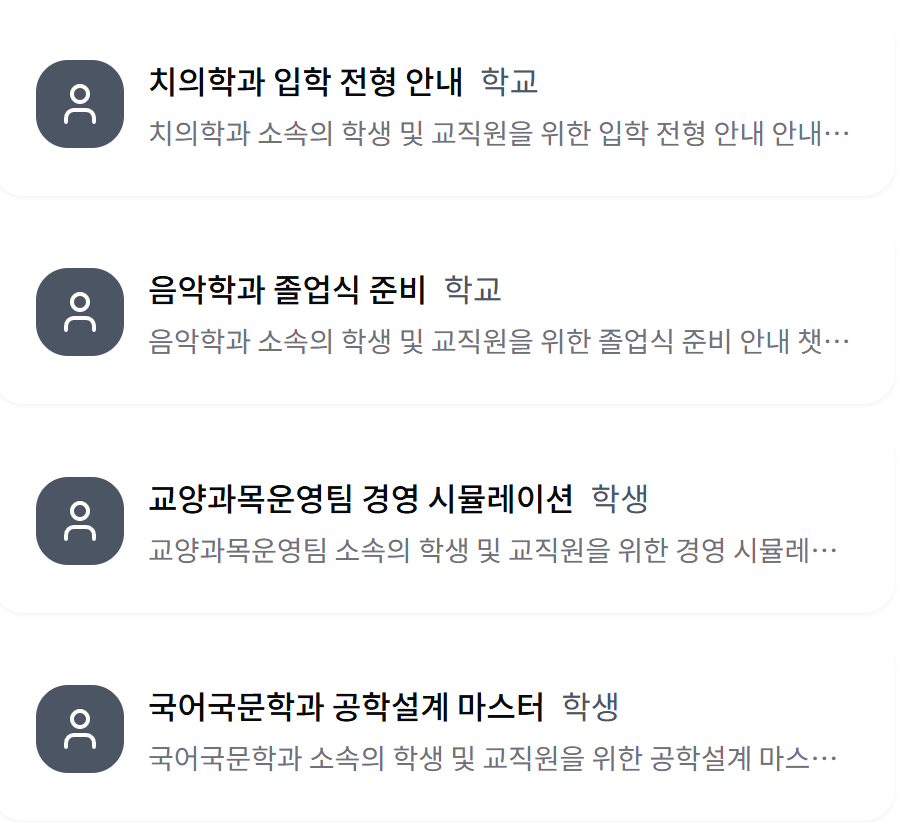 치의학과 입학 전형 안내 학교
치의학과 소속의 학생 및 교직원을 위한 입학 전형 안내 안내…
음악학과 졸업식 준비 학교
음악학과 소속의 학생 및 교직원을 위한 졸업식 준비 안내 챗…
교양과목운영팀 경영 시뮬레이션 학생
교양과목운영팀 소속의 학생 및 교직원을 위한 경영 시뮬레…
국어국문학과 공학설계 마스터 학생
국어국문학과 소속의 학생 및 교직원을 위한 공학설계 마스…